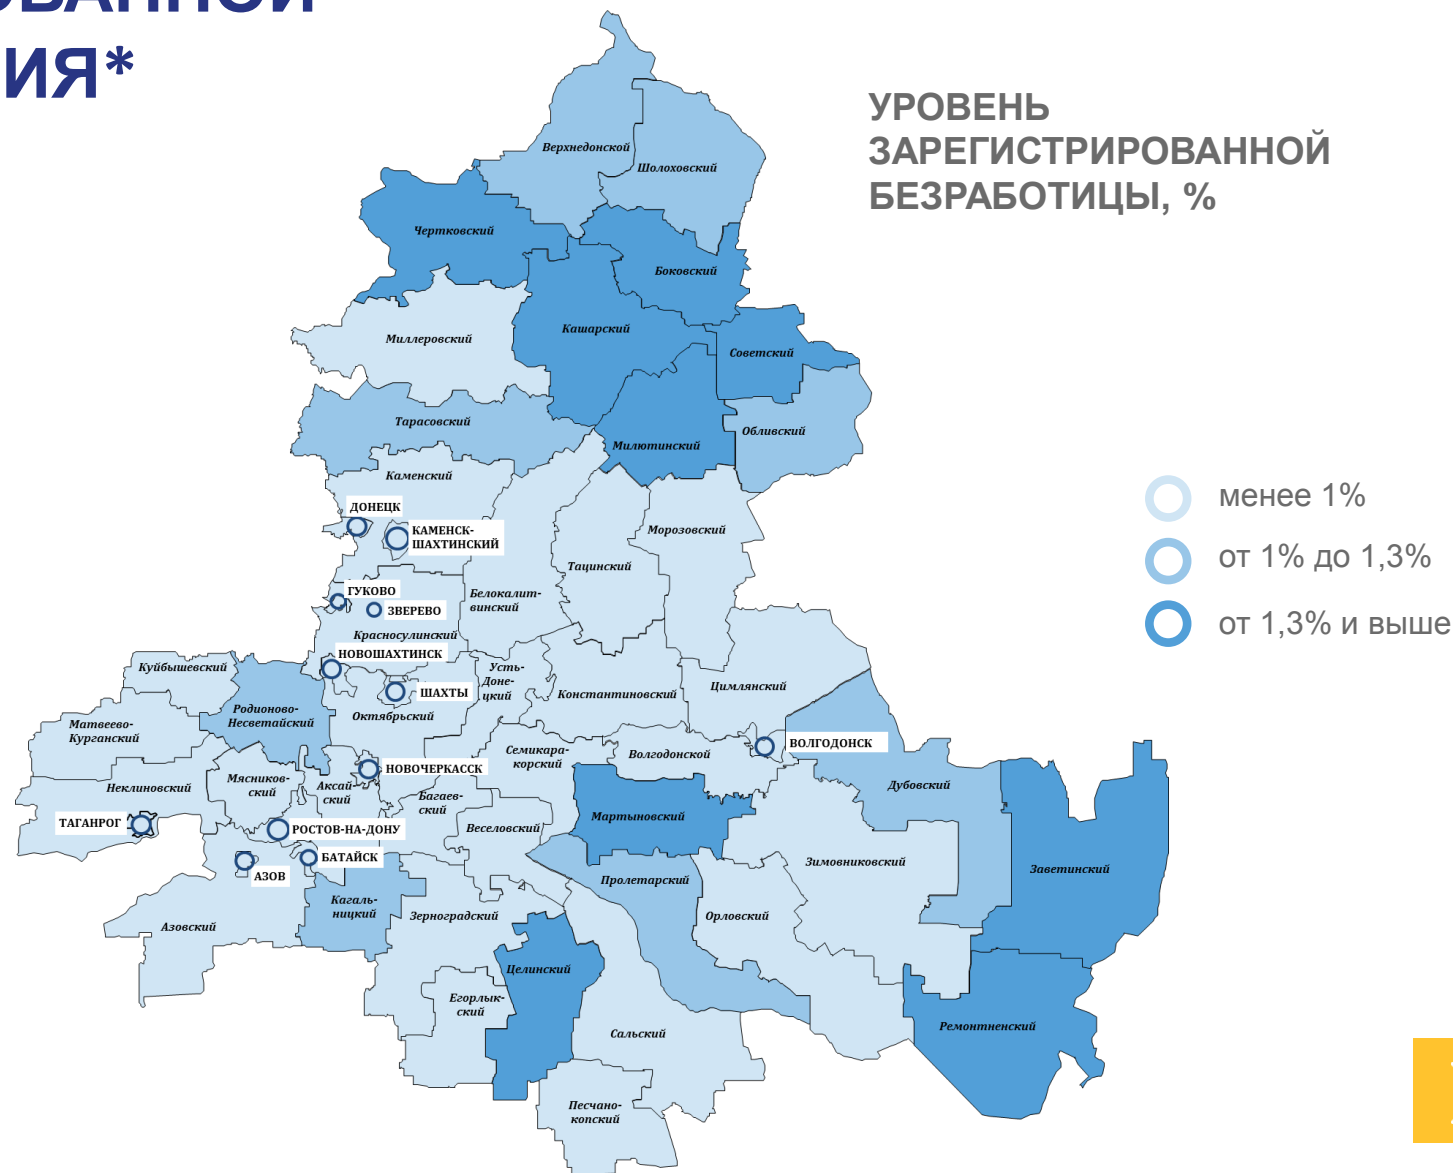 ОВАННОЙ
ИЯ*
УРОВЕНЬ
ЗАРЕГИСТРИРОВАННОЙ
БЕЗРАБОТИЦЫ, %
Верхнедонской
Шолоховский
Чертковский
Боковский
Кашарский
Миллеровский
Советский
Тарасовский
Обливский
Милютинский
Каменский
менее 1%
ДОНЕЦК
КАМЕНСК-
ШАХТИНСКИЙ
Морозовский
от 1% до 1,3%
Тацинский
ГУКОВО
Белокалит-
винский
ЗВЕРЕВО
от 1,3% и выше
Красносулинский
НОВОШАХТИНСК
Куйбышевский
Усть-
Доне-
цкий
Константиновский
Цимлянский
ШАХТЫ
Родионово-
Несветайский
Октябрьский
Матвеево-
Курганский
ВОЛГОДОНСК
Семикара-
корский
Волгодонской
НОВОЧЕРКАССК
Мясников-
ский
Аксай-
ский
Неклиновский
Дубовский
Багаев-
ский
ТАГАНРОГ
РОСТОВ-НА-ДОНУ
Веселовский
Мартыновский
БАТАЙСК
АЗОВ
Зимовниковский
Заветинский
Пролетарский
Кагаль-
ницкий
Зерноградский
Орловский
Азовский
Целинский
Егорлык-
ский
Сальский
Ремонтненский
Песчано-
копский